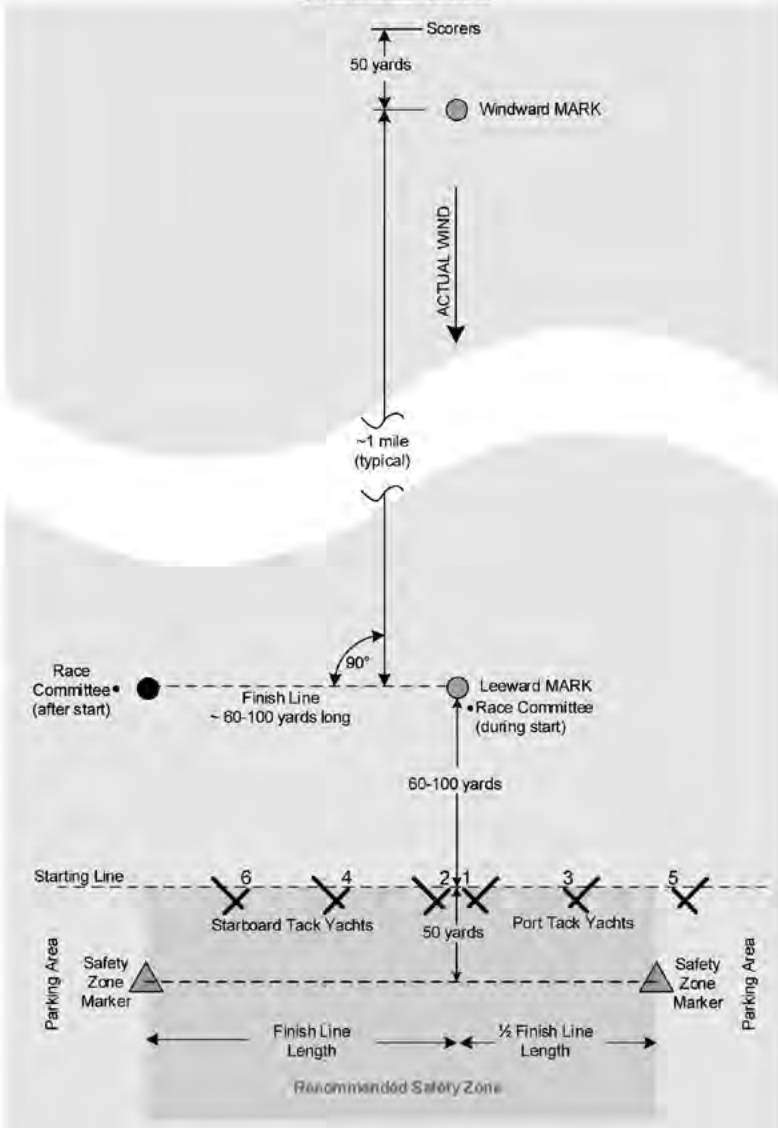 Scorers
50 yards
Windward MARK
ACTUAL WIND
~1 mile
(typical)
90°
Race
Committee
(after start)
Finish Line
~ 60-100 yards long
Leeward MARK
Race Committee
(during start)
60-100 yards
Starting Line
6
4
2
1
3
5
Starboard Tack Yachts
Port Tack Yachts
50 yards
Parking Area
Safety
Zone
Marker
Safety
Zone
Marker
Parking Area
Finish Line
Length
½ Finish Line
Length
Recommended Safety Zone